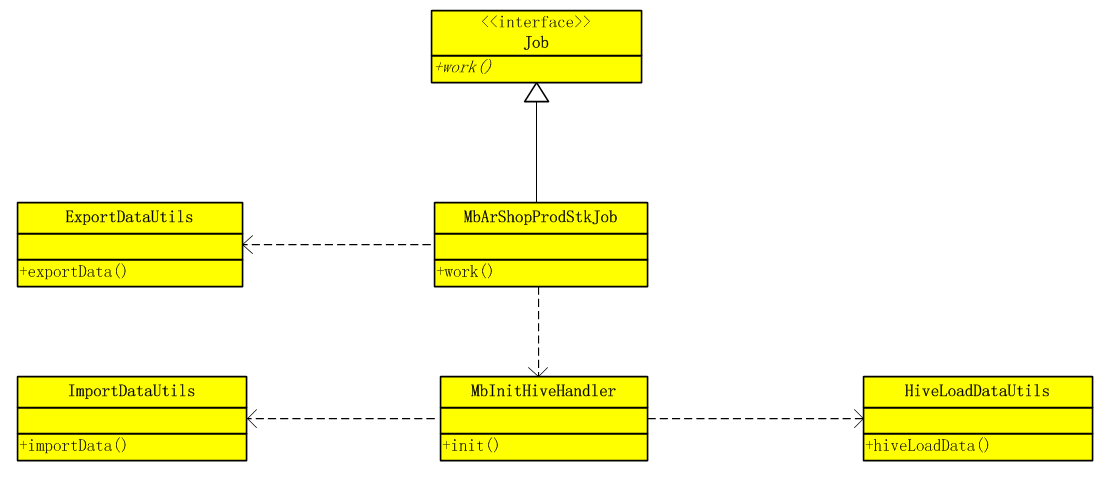 <<interface>>
Job
+work()
ExportDataUtils
+exportData()
MbArShopProdStkJob
+work()
ImportDataUtils
+importData()
MbInitHiveHandler
+init()
HiveLoadDataUtils
+hiveLoadData()